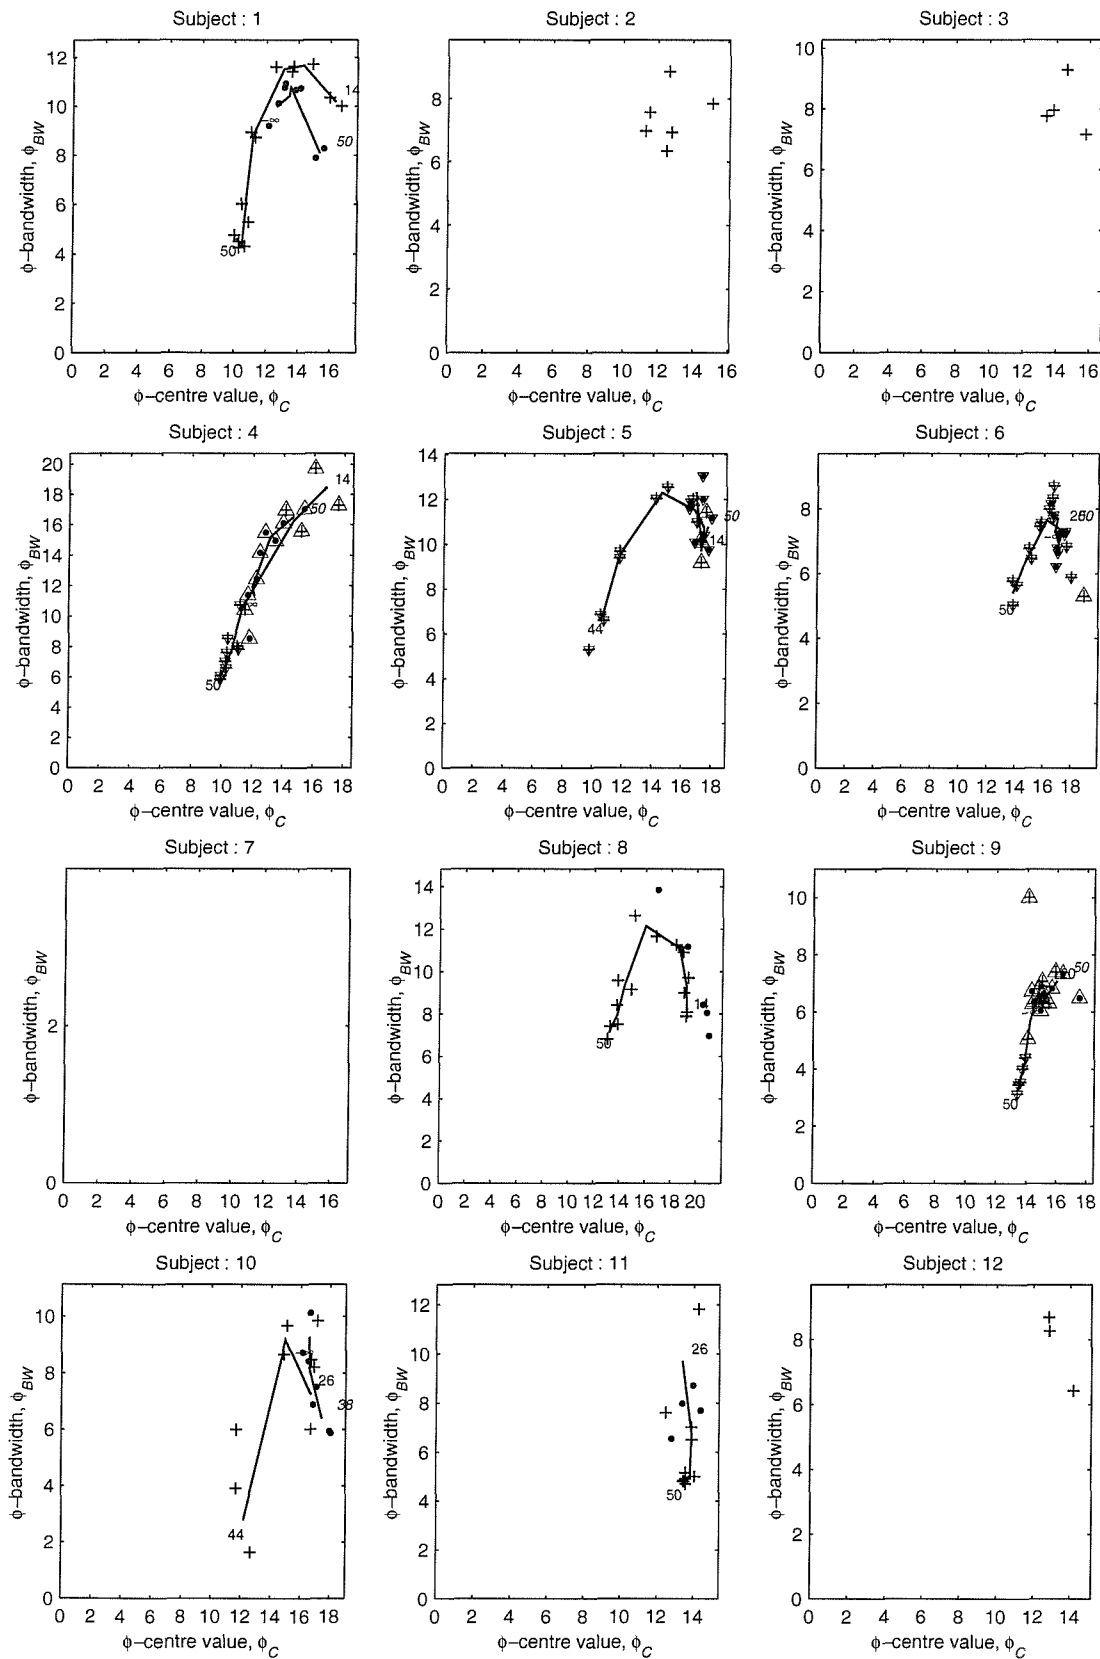 Subject : 1
12
10
8
6
4
2
0
ϕ−bandwidth, ϕBW
14
−∞
50
50
0 2 4 6 8 10 12 14 16
ϕ−centre value, ϕC
Subject : 2
8
6
4
2
0
ϕ−bandwidth, ϕBW
0 2 4 6 8 10 12 14 16
ϕ−centre value, ϕC
Subject : 3
10
8
6
4
2
0
ϕ−bandwidth, ϕBW
0 2 4 6 8 10 12 14 16
ϕ−centre value, ϕC
Subject : 4
20
18
16
14
12
10
8
6
4
2
0
ϕ−bandwidth, ϕBW
14
50
50
0 2 4 6 8 10 12 14 16 18
ϕ−centre value, ϕC
Subject : 5
14
12
10
8
6
4
2
0
ϕ−bandwidth, ϕBW
50
14
44
0 2 4 6 8 10 12 14 16 18
ϕ−centre value, ϕC
Subject : 6
8
6
4
2
0
ϕ−bandwidth, ϕBW
50
0 2 4 6 8 10 12 14 16 18
ϕ−centre value, ϕC
Subject : 7
2
0
ϕ−bandwidth, ϕBW
0 2 4 6 8 10 12 14 16
ϕ−centre value, ϕC
Subject : 8
14
12
10
8
6
4
2
0
ϕ−bandwidth, ϕBW
14
50
0 2 4 6 8 10 12 14 16 18 20
ϕ−centre value, ϕC
Subject : 9
10
8
6
4
2
0
ϕ−bandwidth, ϕBW
50
50
0 2 4 6 8 10 12 14 16 18
ϕ−centre value, ϕC
Subject : 10
10
8
6
4
2
0
ϕ−bandwidth, ϕBW
−∞
26
38
44
0 2 4 6 8 10 12 14 16 18
ϕ−centre value, ϕC
Subject : 11
12
10
8
6
4
2
0
ϕ−bandwidth, ϕBW
26
50
0 2 4 6 8 10 12 14
ϕ−centre value, ϕC
Subject : 12
8
6
4
2
0
ϕ−bandwidth, ϕBW
0 2 4 6 8 10 12 14
ϕ−centre value, ϕC